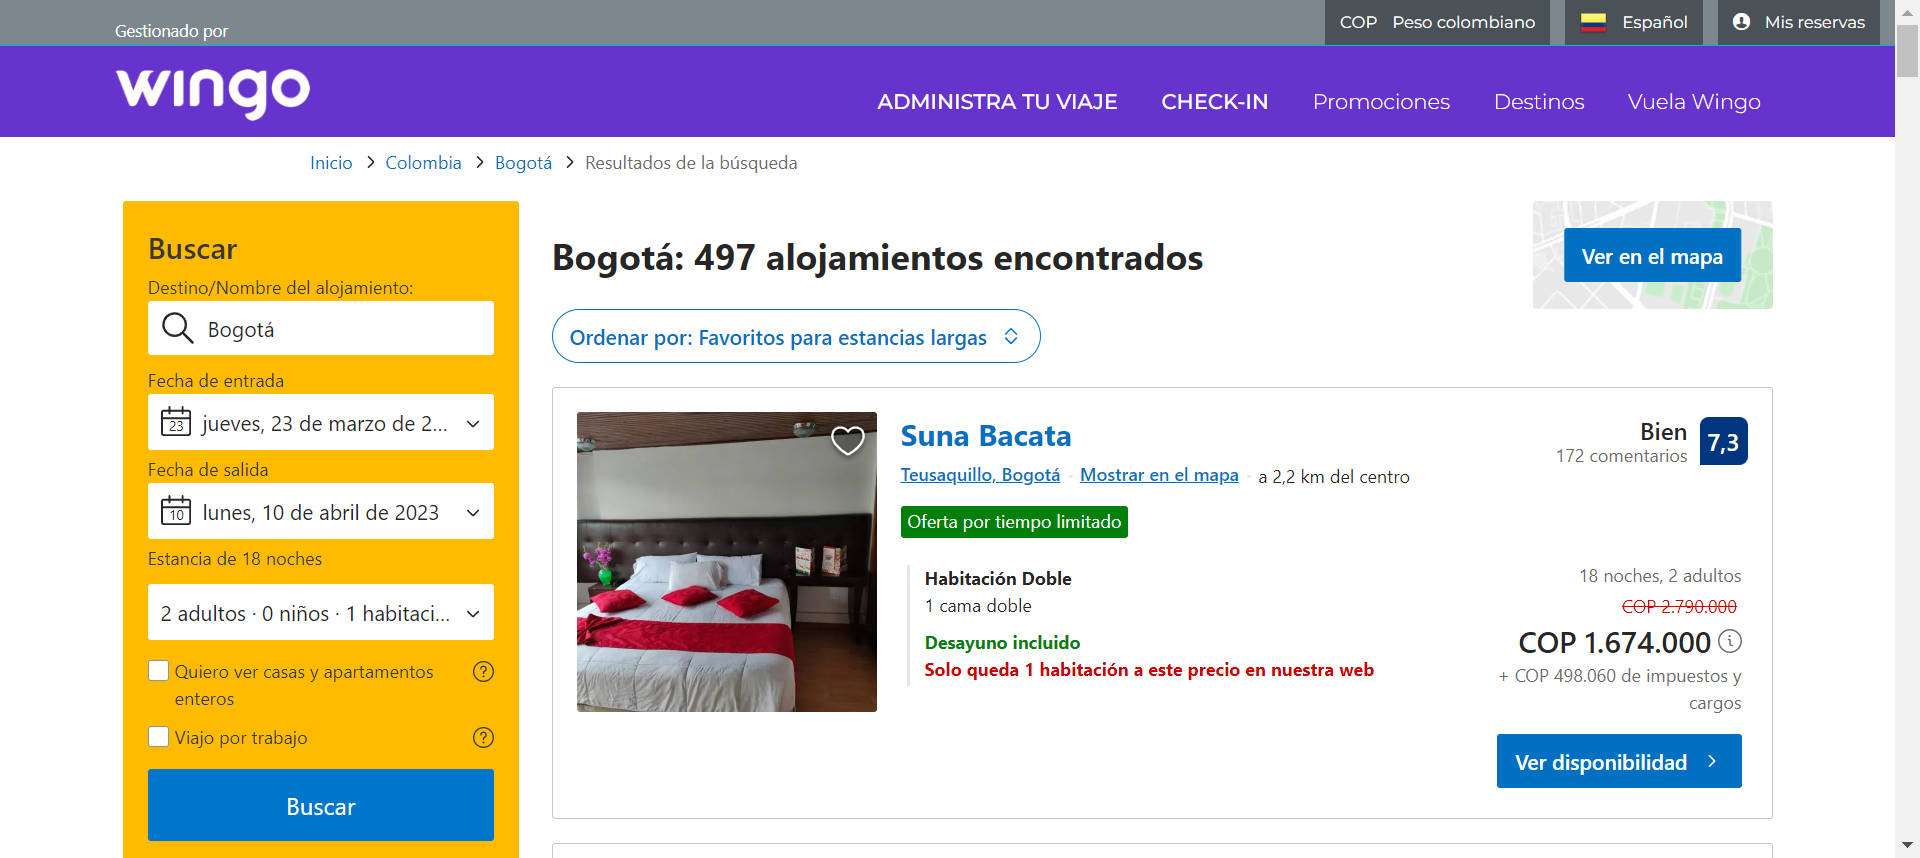 Gestionado por
COP Peso colombiano
Español
Mis reservas
wingo
ADMINISTRA TU VIAJE
CHECK-IN
Promociones
Destinos
Vuela Wingo
Inicio
Colombia
Bogotá
Resultados de la búsqueda
Buscar
Destino/Nombre del alojamiento:
Bogotá
Fecha de entrada
23
jueves, 23 de marzo de 2...
Fecha de salida
10
lunes, 10 de abril de 2023
Estancia de 18 noches
2 adultos · 0 niños · 1 habitaci...
Quiero ver casas y apartamentos
enteros
Viajo por trabajo
Buscar
Bogotá: 497 alojamientos encontrados
Ver en el mapa
Ordenar por: Favoritos para estancias largas
Suna Bacata
Bien
172 comentarios
7,3
Teusaquillo, Bogotá · Mostrar en el mapa · a 2,2 km del centro
Oferta por tiempo limitado
Habitación Doble
1 cama doble
Desayuno incluido
Solo queda 1 habitación a este precio en nuestra web
18 noches, 2 adultos
COP 2.790.000
COP 1.674.000
+ COP 498.060 de impuestos y
cargos
Ver disponibilidad